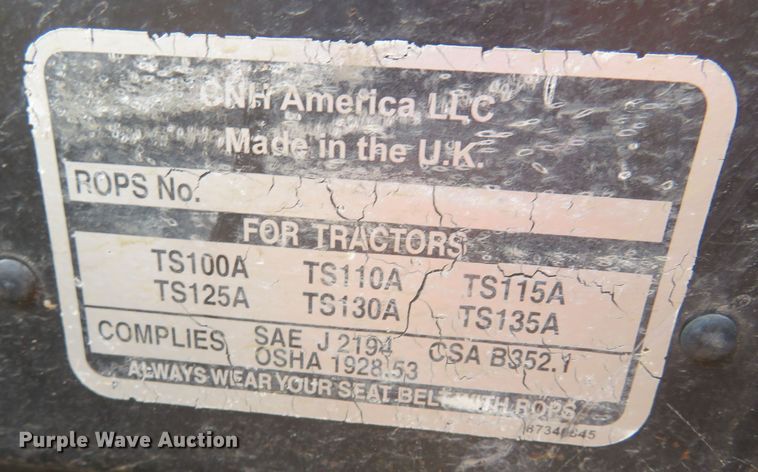 CNH America LLC
Made in the U.K.
ROPS No.
FOR TRACTORS
TS100A TS110A TS115A
TS125A TS130A TS135A
COMPLIES SAE J 2194 CSA B352.1
OSHA 1928.53
ALWAYS WEAR YOUR SEAT BELT WITH ROPS
Purple Wave Auction